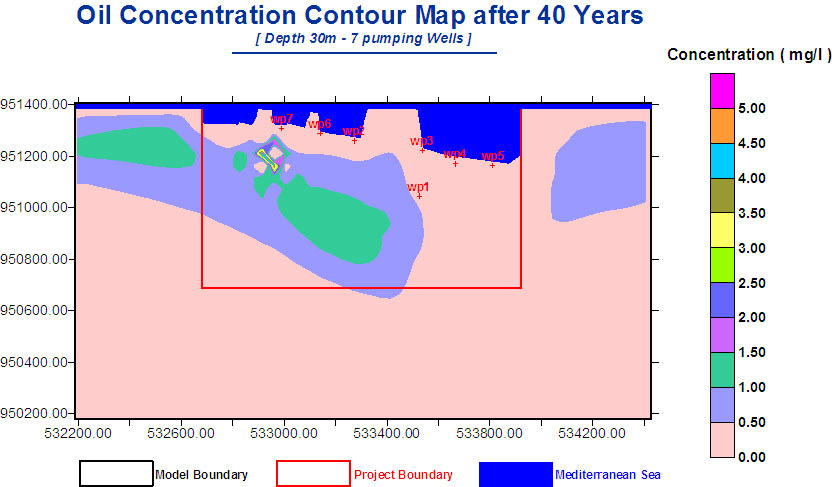 Oil Concentration Contour Map after 40 Years
[ Depth 30m - 7 pumping Wells ]
Concentration ( mg/l )
5.00
4.50
4.00
3.50
3.00
2.50
2.00
1.50
1.00
0.50
0.00
951400.00
951200.00
951000.00
950800.00
950600.00
950400.00
950200.00
wp7
wp6
wp2
wp3
wp4
wp5
wp1
532200.00
532600.00
533000.00
533400.00
533800.00
534200.00
Model Boundary
Project Boundary
Mediterranean Sea